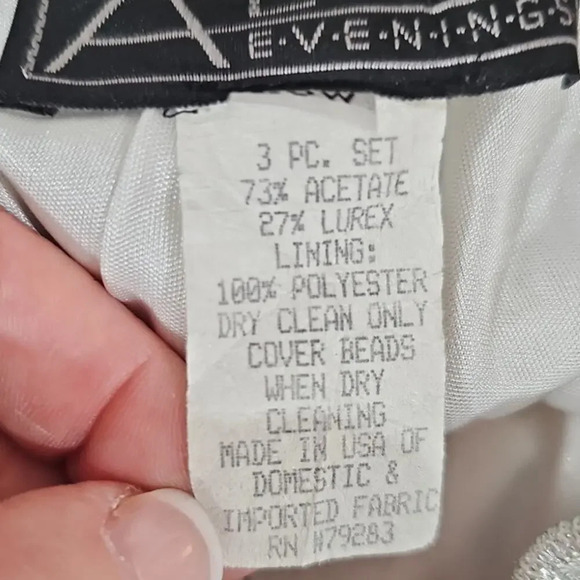 E·V·E·N·I·N·G·S
3 PC. SET
73% ACETATE
27% LUREX
LINING:
100% POLYESTER
DRY CLEAN ONLY
COVER BEADS
WHEN DRY
CLEANING
MADE IN USA OF
DOMESTIC &
IMPORTED FABRIC
RN #79283